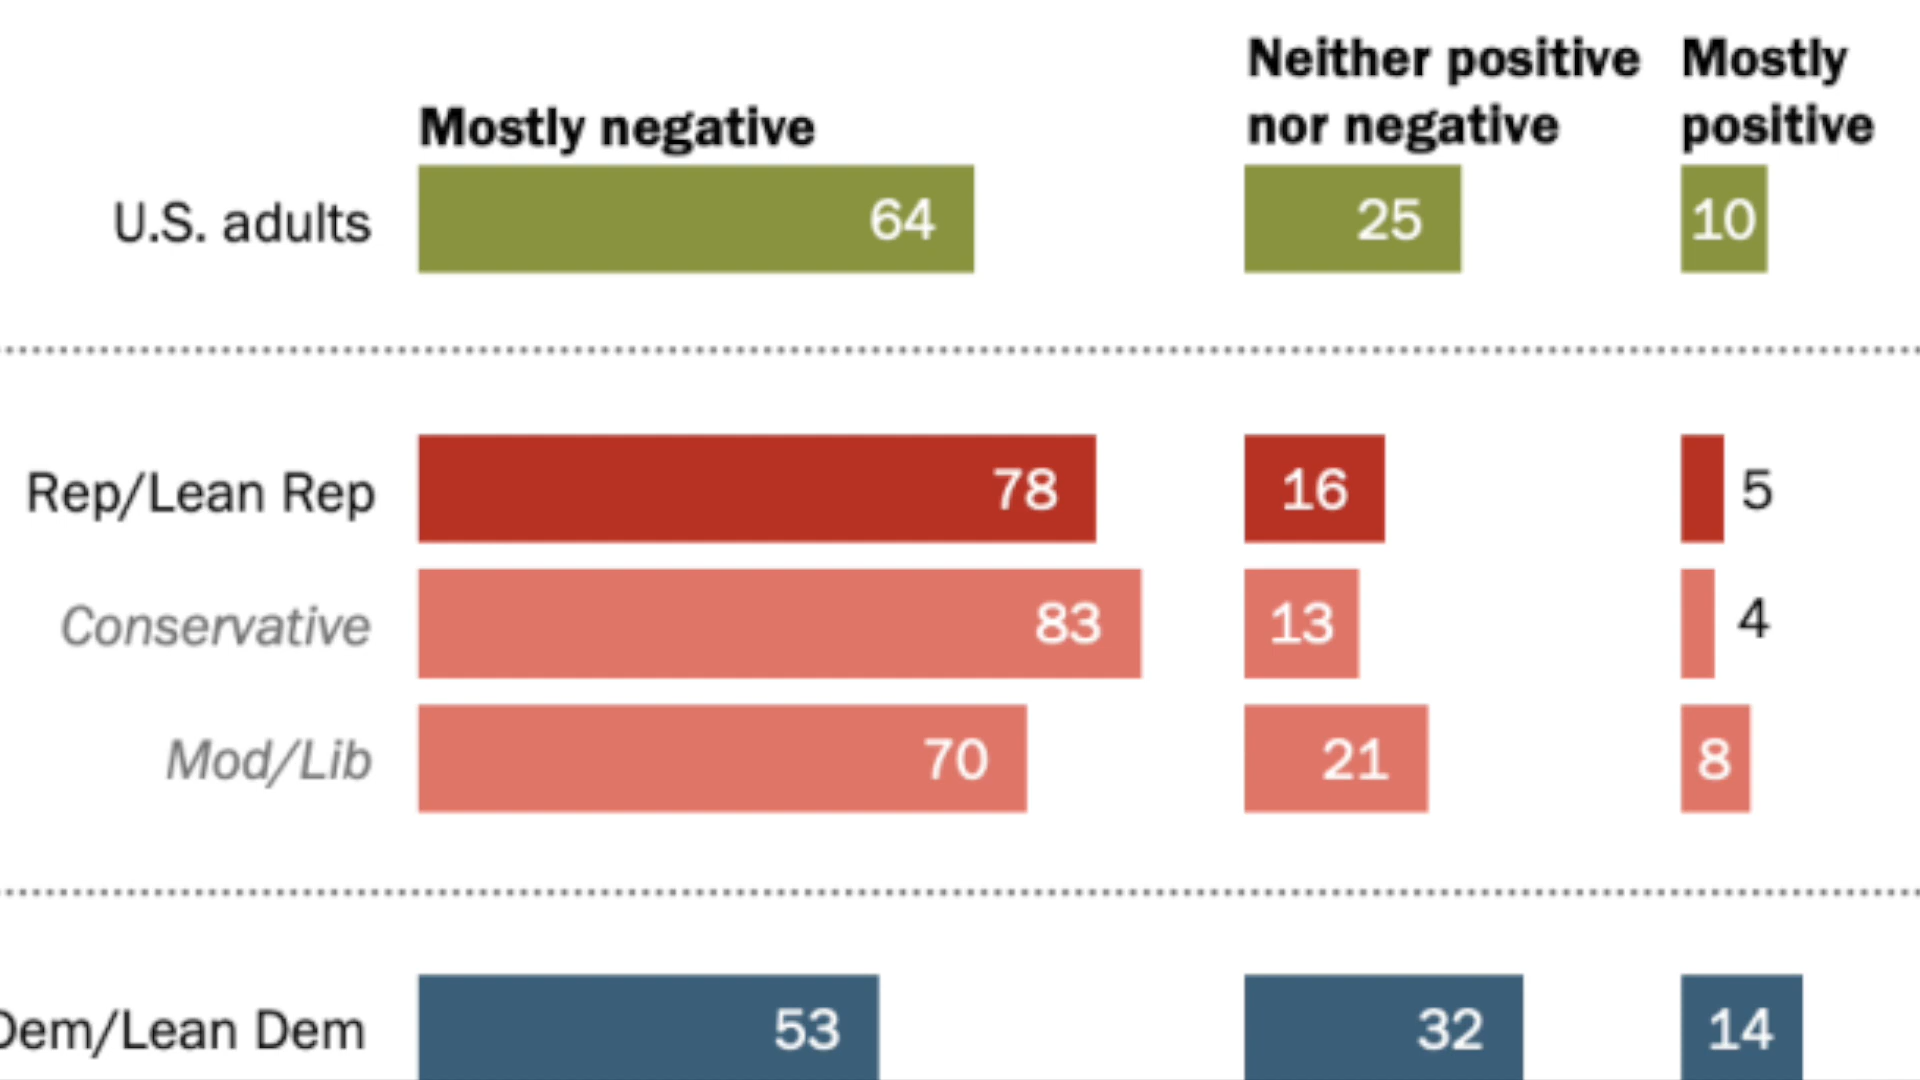 Neither positive Mostly
Mostly negative nor negative positive
U.S. adults 64 25 10
Rep/Lean Rep 78 16 5
Conservative 83 13 4
Mod/Lib 70 21 8
Dem/Lean Dem 53 32 14